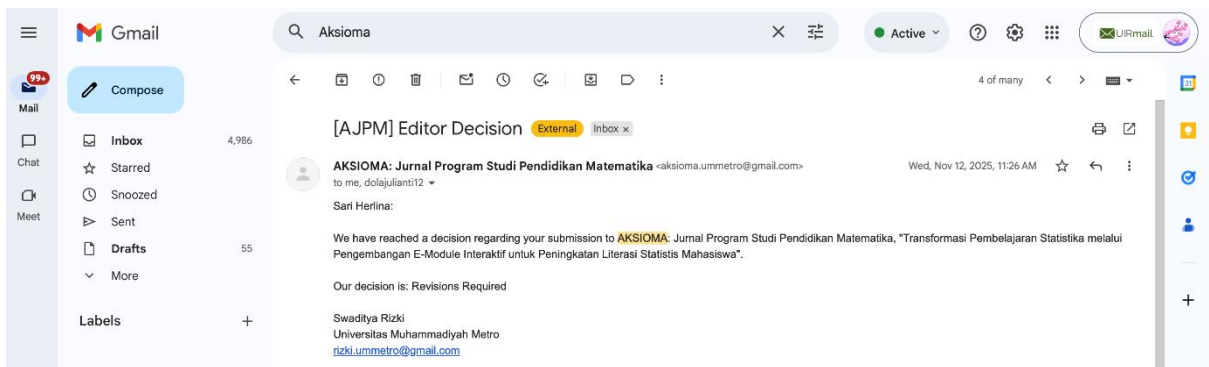 Gmail
Aksioma
Active
UIRmail
99+
Mail
Compose
4 of many
31
[AJPM] Editor Decision External Inbox x
Inbox 4,986
Chat
Starred
AKSIOMA: Jurnal Program Studi Pendidikan Matematika <aksioma.ummetro@gmail.com>
Wed, Nov 12, 2025, 11:26 AM
to me, dolajulianti12
Snoozed
Meet
Sent
Sari Herlina:
Drafts 55
We have reached a decision regarding your submission to AKSIOMA: Jurnal Program Studi Pendidikan Matematika, "Transformasi Pembelajaran Statistika melalui
Pengembangan E-Module Interaktif untuk Peningkatan Literasi Statistis Mahasiswa".
More
Our decision is: Revisions Required
Labels
Swaditya Rizki
Universitas Muhammadiyah Metro
rizki.ummetro@gmail.com